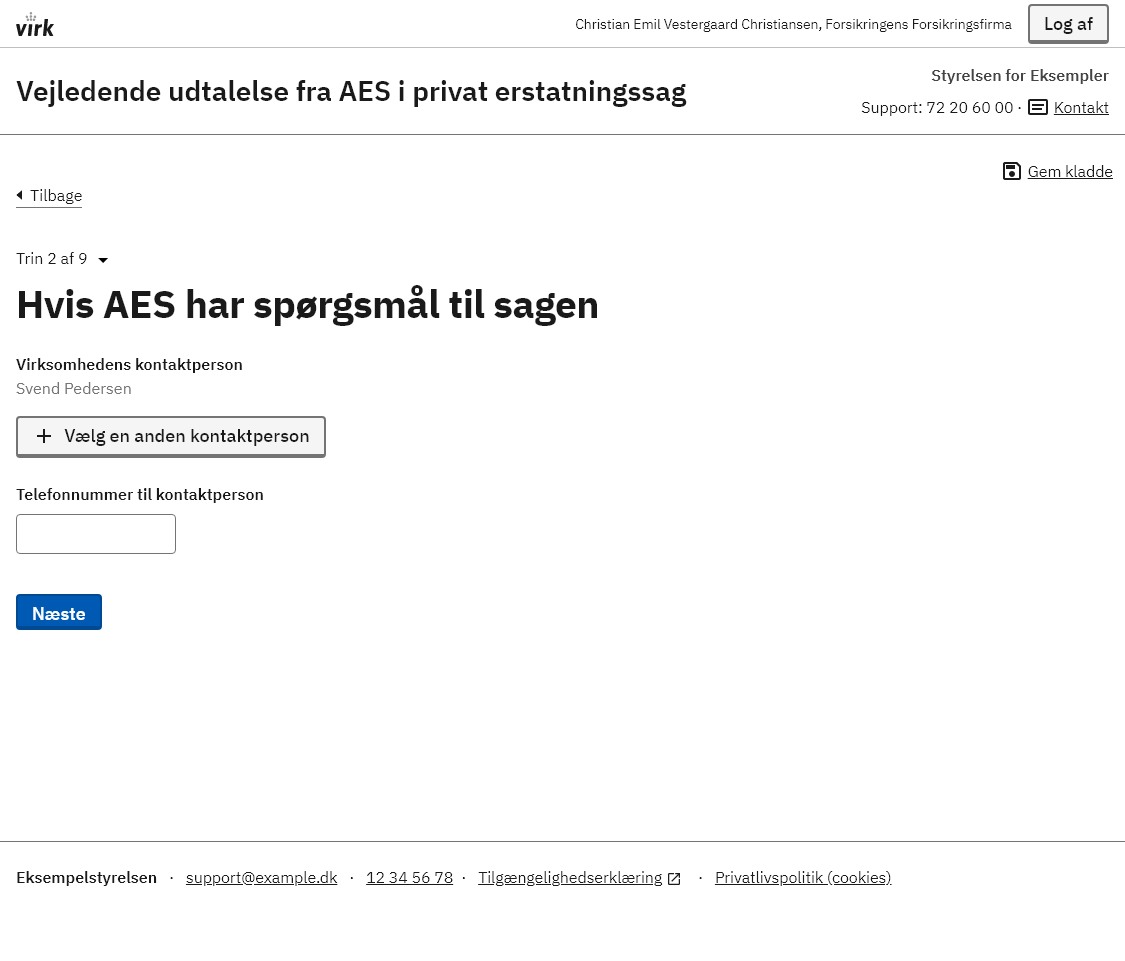 virk
Christian Emil Vestergaard Christiansen, Forsikringens Forsikringsfirma
Log af
Vejledende udtalelse fra AES i privat erstatningssag
Styrelsen for Eksempler
Support: 72 20 60 00 · Kontakt
Gem kladde
Tilbage
Trin 2 af 9
Hvis AES har spørgsmål til sagen
Virksomhedens kontaktperson
Svend Pedersen
Vælg en anden kontaktperson
Telefonnummer til kontaktperson
Næste
Eksempelstyrelsen · support@example.dk · 12 34 56 78 · Tilgængelighedserklæring · Privatlivspolitik (cookies)